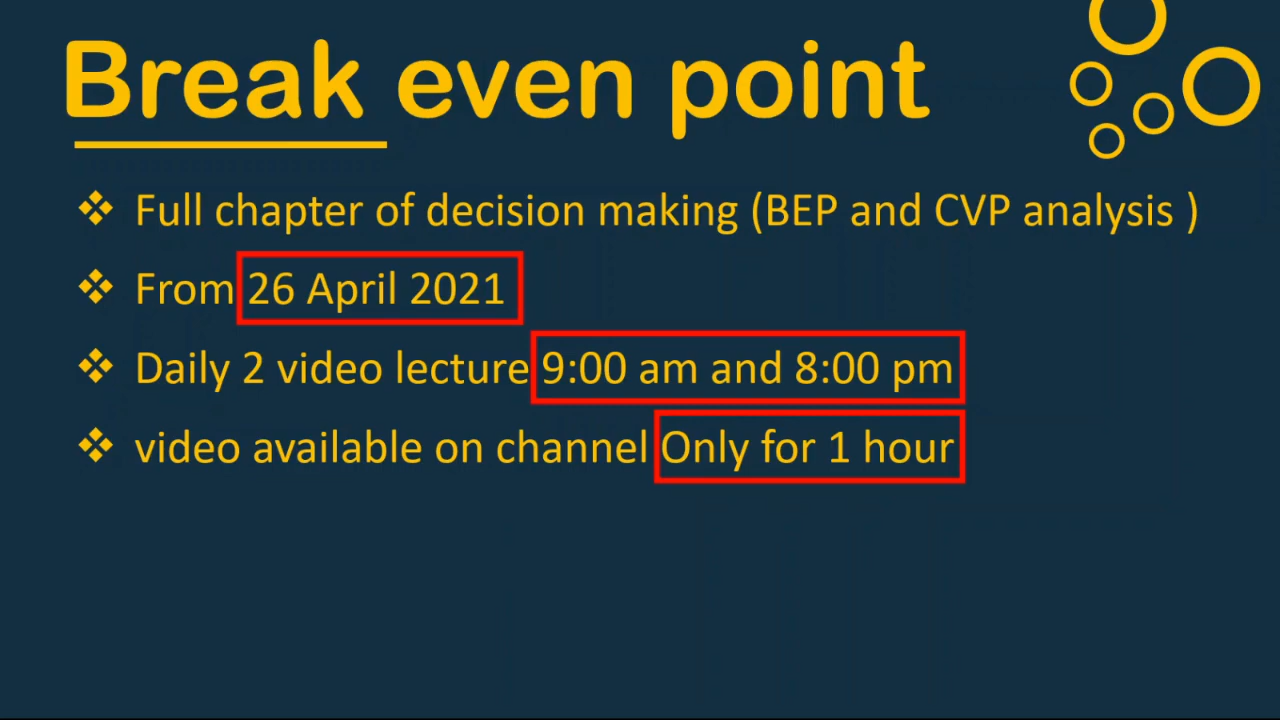 Break even point
Full chapter of decision making (BEP and CVP analysis )
From 26 April 2021
Daily 2 video lecture 9:00 am and 8:00 pm
video available on channel Only for 1 hour